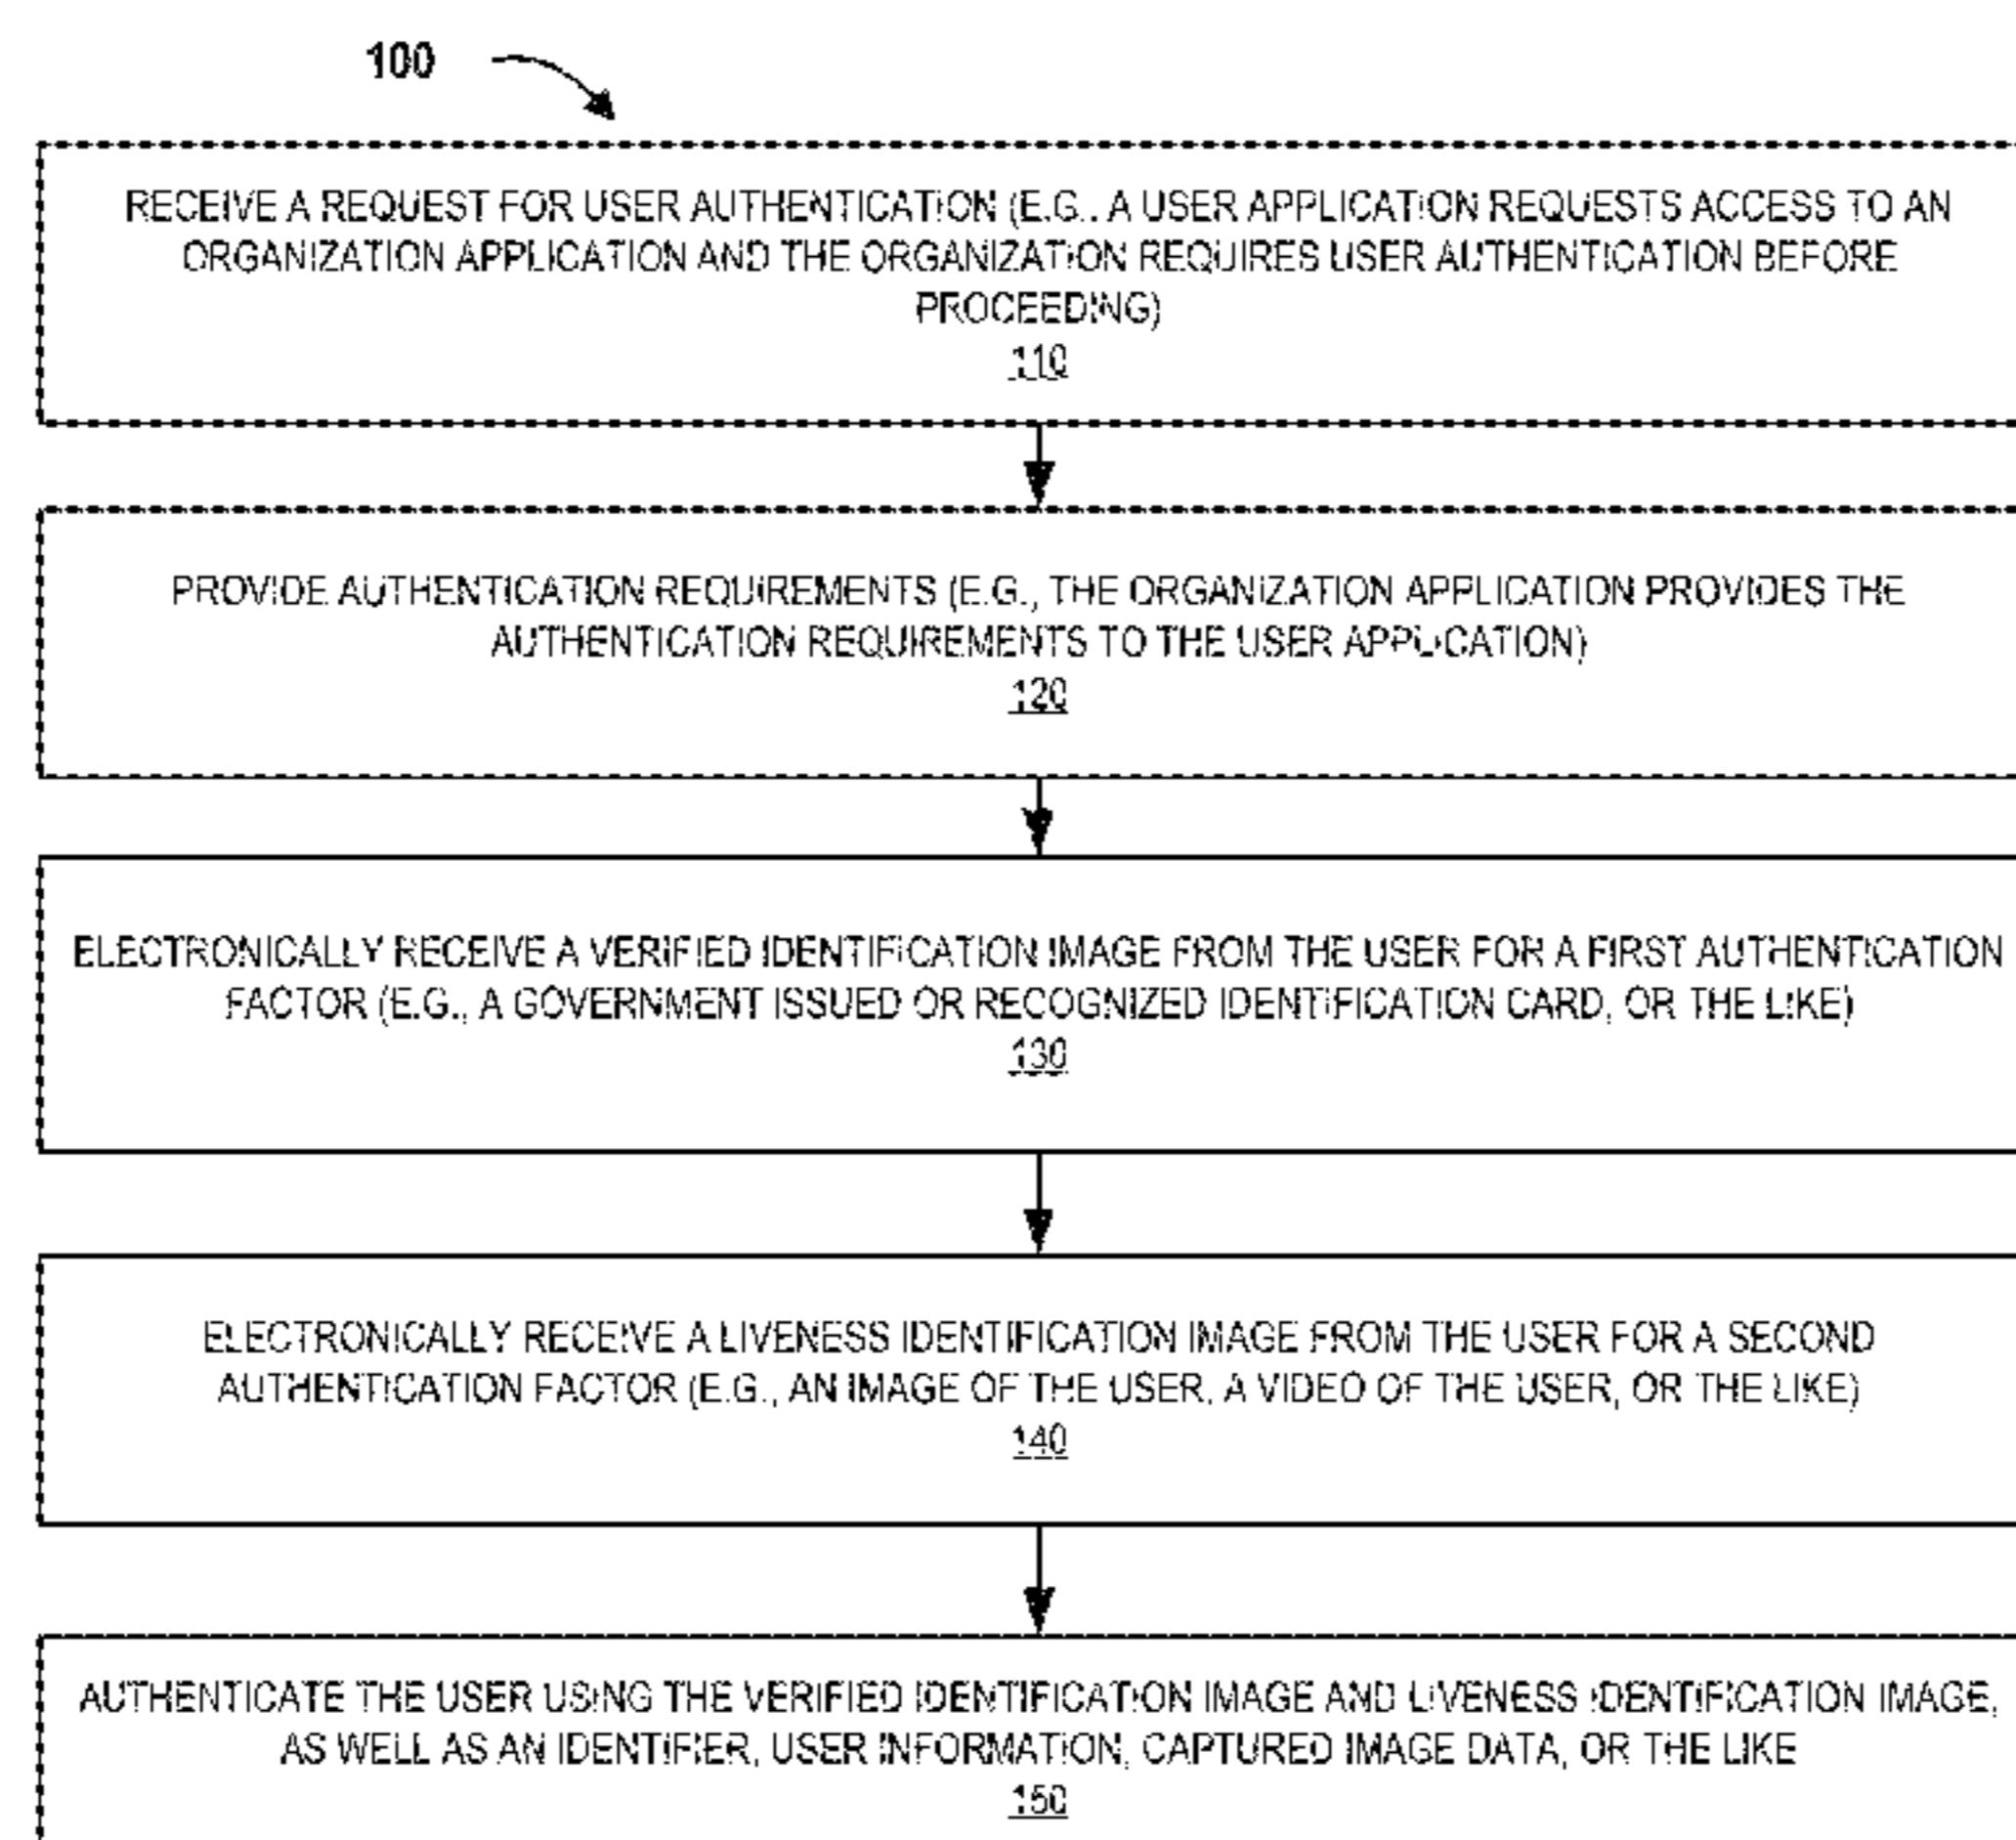 100
RECEIVE A REQUEST FOR USER AUTHENTICATION (E.G., A USER APPLICATION REQUESTS ACCESS TO AN
ORGANIZATION APPLICATION AND THE ORGANIZATION REQUIRES USER AUTHENTICATION BEFORE
PROCEEDING)
110
PROVIDE AUTHENTICATION REQUIREMENTS (E.G., THE ORGANIZATION APPLICATION PROVIDES THE
AUTHENTICATION REQUIREMENTS TO THE USER APPLICATION)
120
ELECTRONICALLY RECEIVE A VERIFIED IDENTIFICATION IMAGE FROM THE USER FOR A FIRST AUTHENTICATION
FACTOR (E.G., A GOVERNMENT ISSUED OR RECOGNIZED IDENTIFICATION CARD, OR THE LIKE)
130
ELECTRONICALLY RECEIVE A LIVENESS IDENTIFICATION IMAGE FROM THE USER FOR A SECOND
AUTHENTICATION FACTOR (E.G., AN IMAGE OF THE USER, A VIDEO OF THE USER, OR THE LIKE)
140
AUTHENTICATE THE USER USING THE VERIFIED IDENTIFICATION IMAGE AND LIVENESS IDENTIFICATION IMAGE,
AS WELL AS AN IDENTIFIER, USER INFORMATION, CAPTURED IMAGE DATA, OR THE LIKE
150